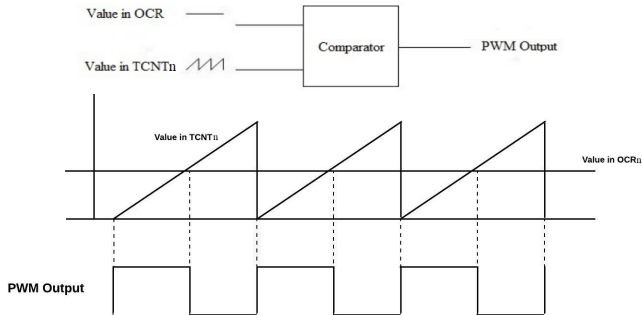 Value in OCR
Comparator
PWM Output
Value in TCNTn
Value in TCNTn
Value in OCRn
PWM Output